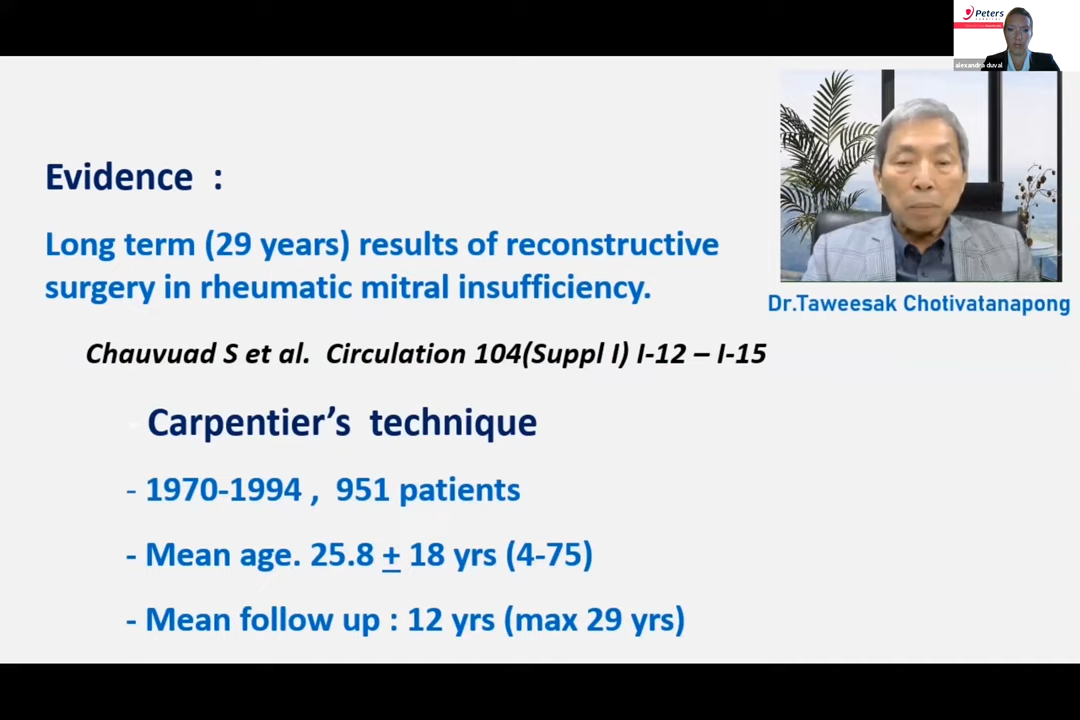 Peters
alexandra duval
Evidence :
Long term (29 years) results of reconstructive
surgery in rheumatic mitral insufficiency.
Dr.Taweesak Chotivatanapong
Chauvuad S et al. Circulation 104(Suppl I) I-12 – I-15
- Carpentier's technique
- 1970-1994 , 951 patients
- Mean age. 25.8 ± 18 yrs (4-75)
- Mean follow up : 12 yrs (max 29 yrs)